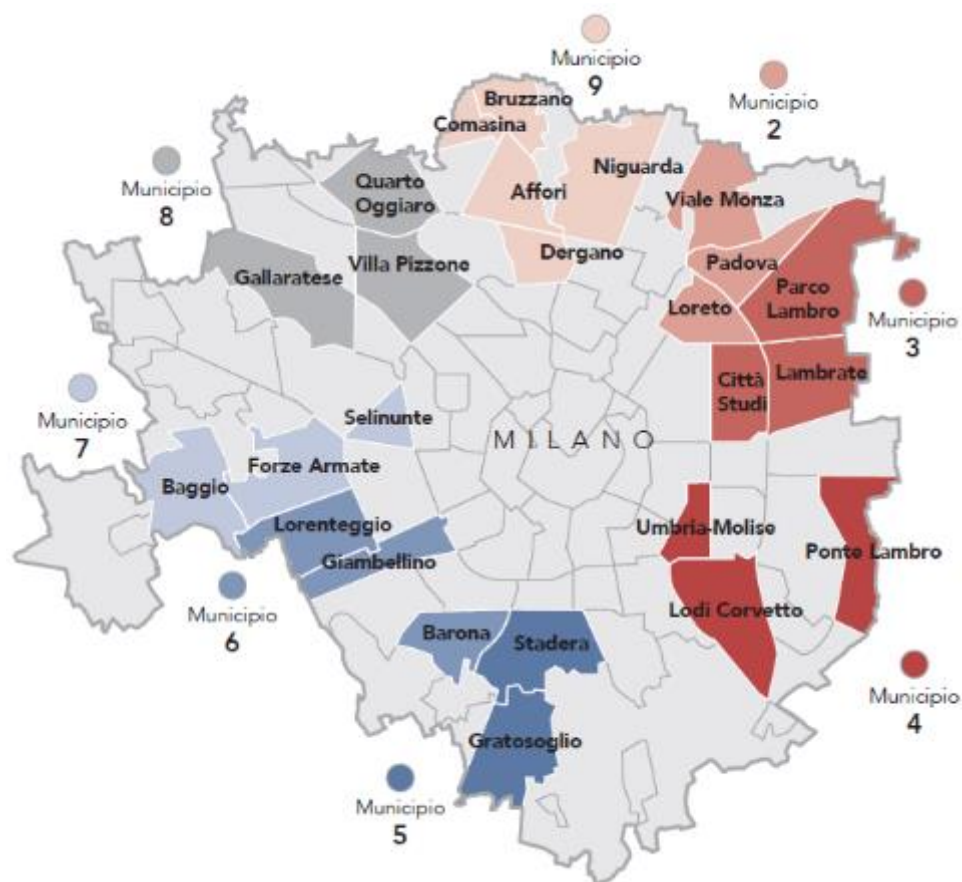 Municipio
9
Municipio
2
Bruzzano
Comasina
Niguarda
Municipio
8
Quarto
Oggiaro
Affori
Viale Monza
Dergano
Villa Pizzone
Gallaratese
Padova
Parco
Lambro
Loreto
Municipio
3
Città
Studi
Lambrate
Municipio
7
Selinunte
MILANO
Forze Armate
Baggio
Lorenteggio
Giambellino
Umbria-Molise
Ponte Lambro
Municipio
6
Lodi Corvetto
Barona
Stadera
Municipio
4
Gratosoglio
Municipio
5